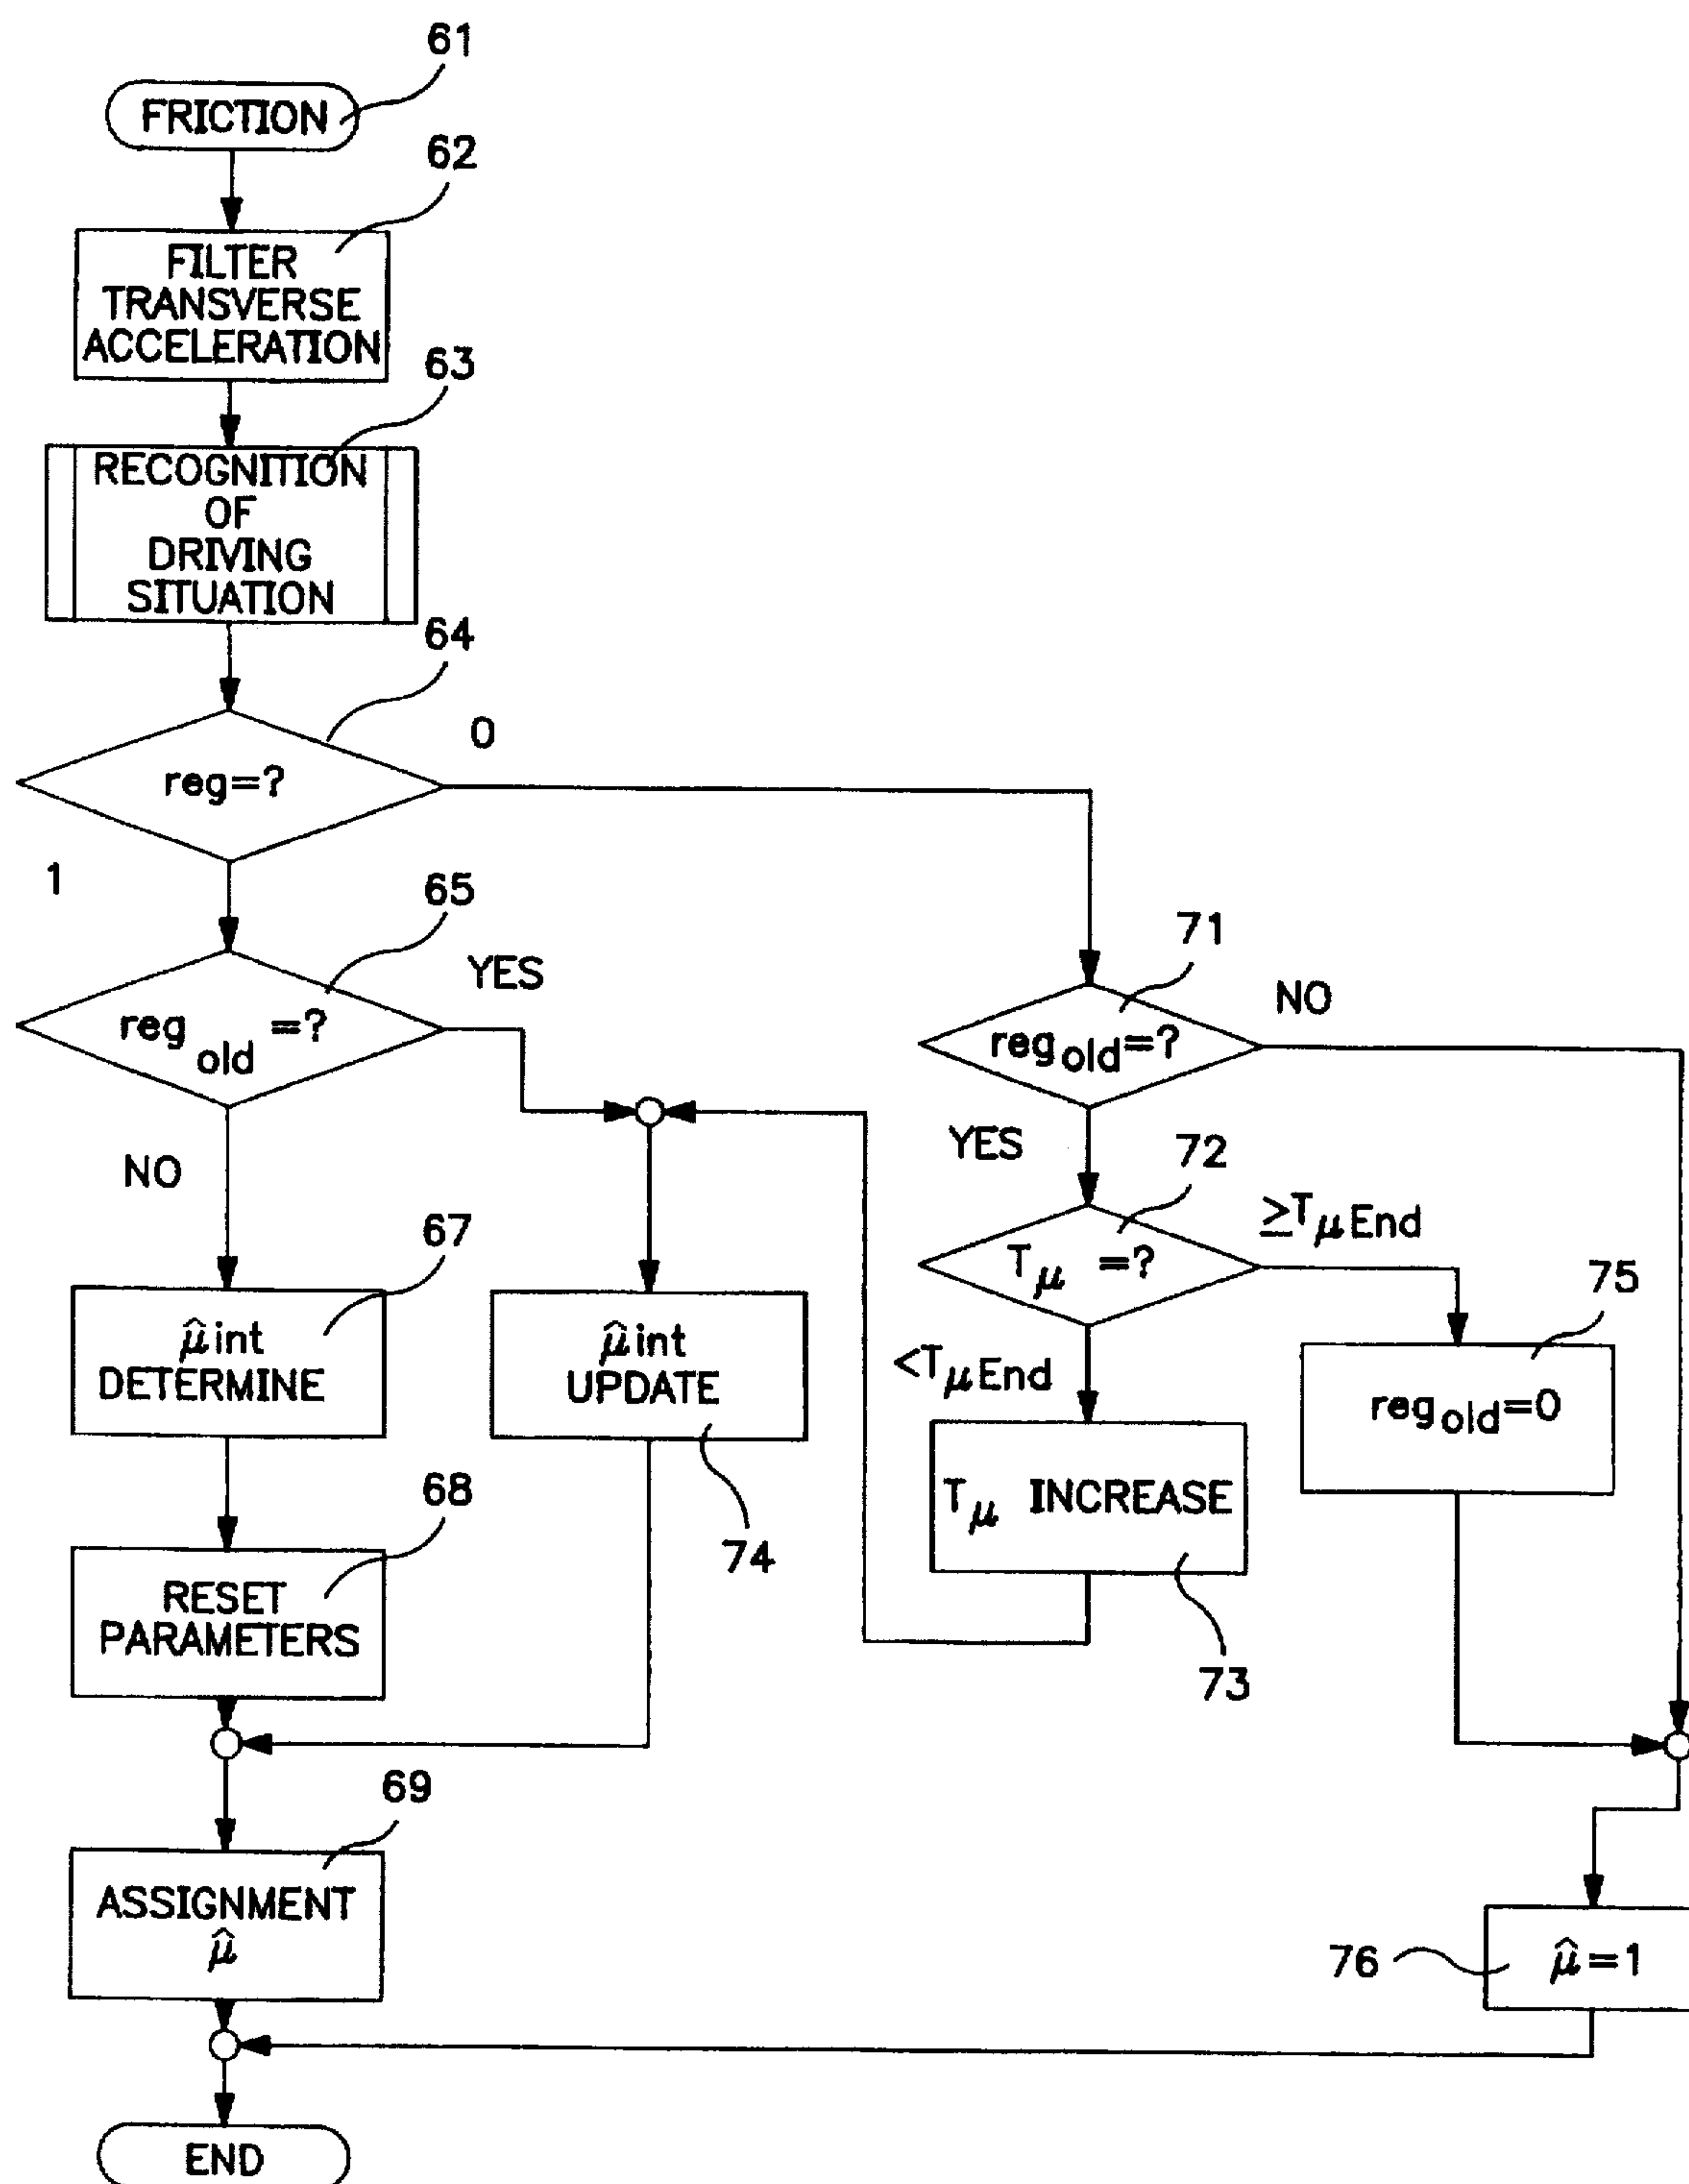 61
FRICTION
62
FILTER
TRANSVERSE
ACCELERATION
63
RECOGNITION
OF
DRIVING
SITUATION
64
reg=?
0
1
65
reg old =?
YES
NO
71
reg old=?
NO
YES
72
Tμ =?
≥TμEnd
<TμEnd
67
μ̂ int
DETERMINE
μ̂ int
UPDATE
74
75
reg old=0
Tμ INCREASE
73
68
RESET
PARAMETERS
69
ASSIGNMENT
μ̂
76
μ̂=1
END